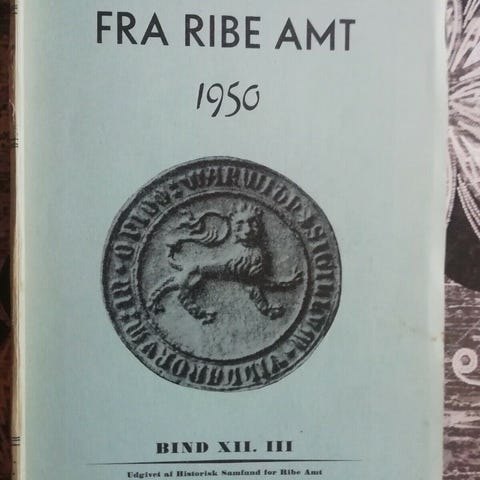 FRA RIBE AMT
1950
BIND XII. III
Udgivet af Historisk Samfund for Ribe Amt